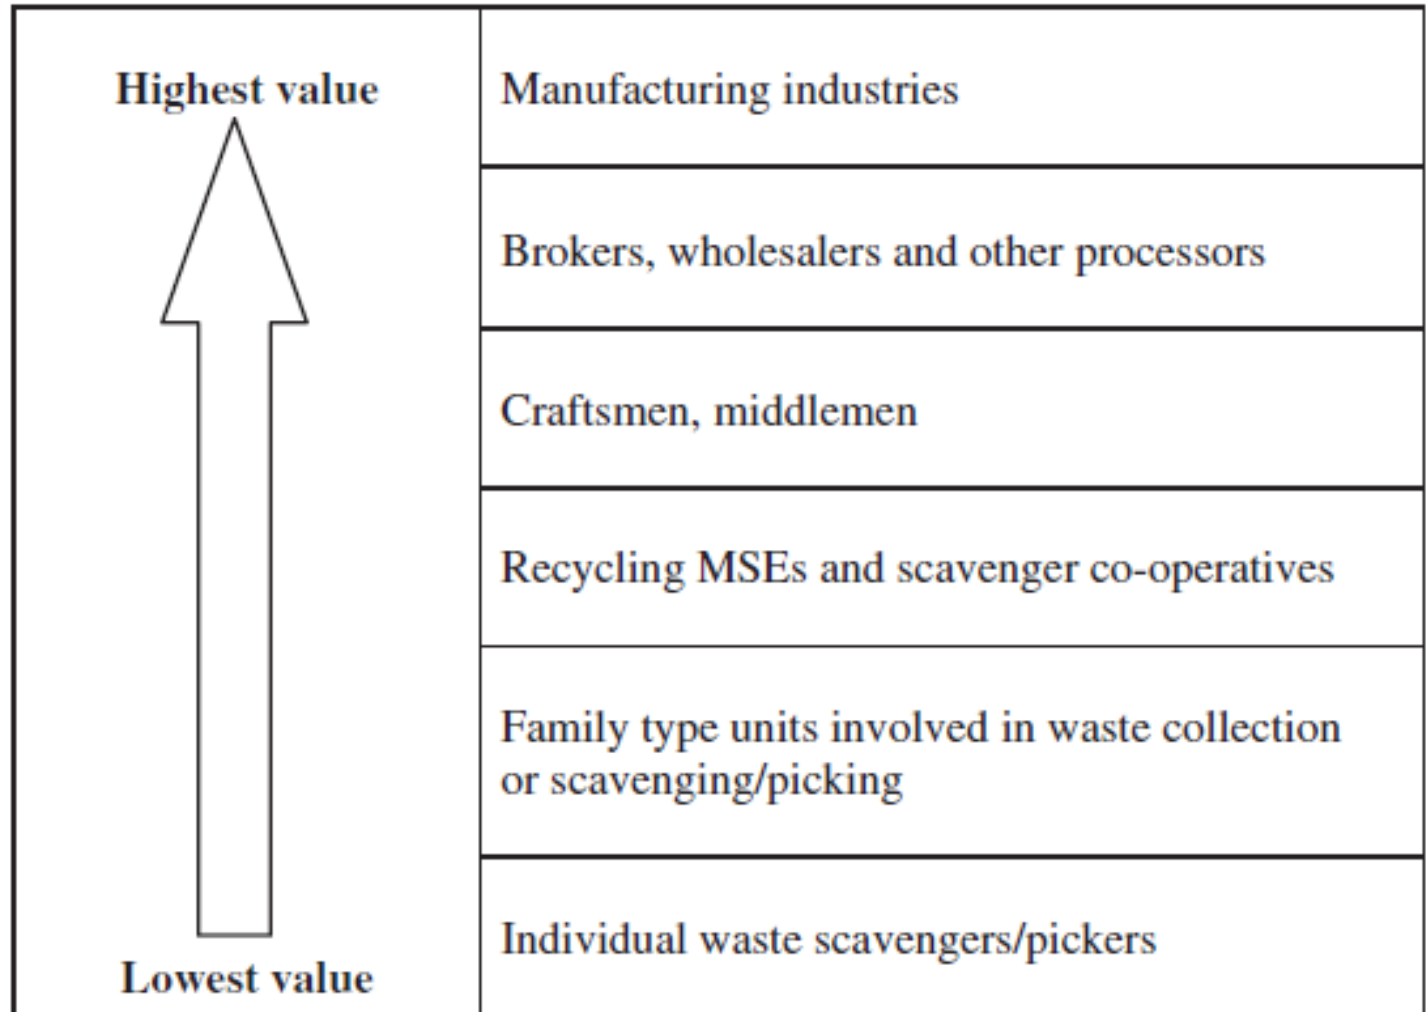 Highest value
Manufacturing industries
Brokers, wholesalers and other processors
Craftsmen, middlemen
Recycling MSEs and scavenger co-operatives
Family type units involved in waste collection
or scavenging/picking
Individual waste scavengers/pickers
Lowest value